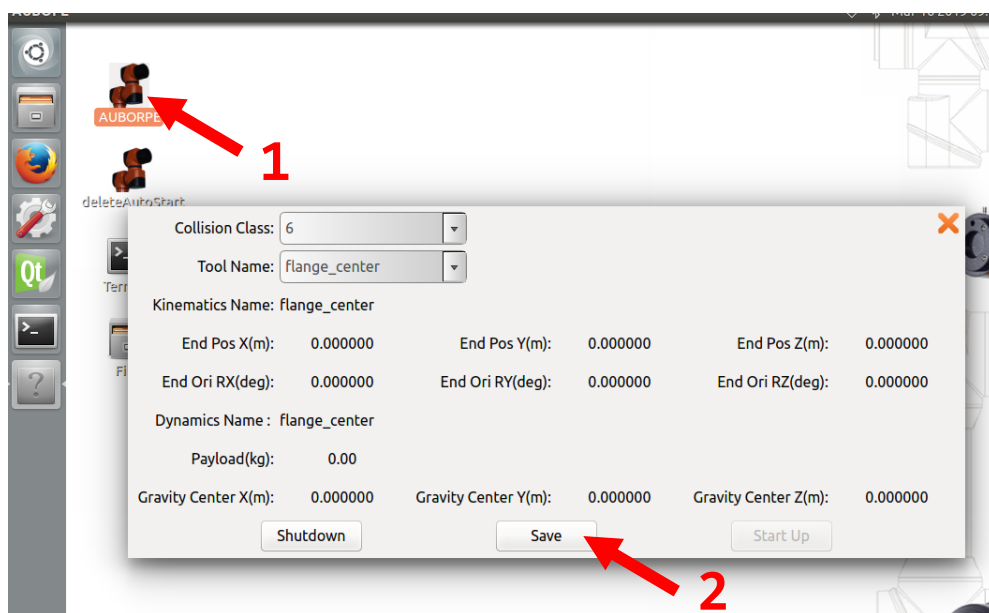 AUBORPE
1
deleteAutoStart
Collision Class: 6
Tool Name: flange_center
Kinematics Name: flange_center
End Pos X(m): 0.000000 End Pos Y(m): 0.000000 End Pos Z(m): 0.000000
End Ori RX(deg): 0.000000 End Ori RY(deg): 0.000000 End Ori RZ(deg): 0.000000
Dynamics Name : flange_center
Payload(kg): 0.00
Gravity Center X(m): 0.000000 Gravity Center Y(m): 0.000000 Gravity Center Z(m): 0.000000
Shutdown Save Start Up
2
Qt
>_
?